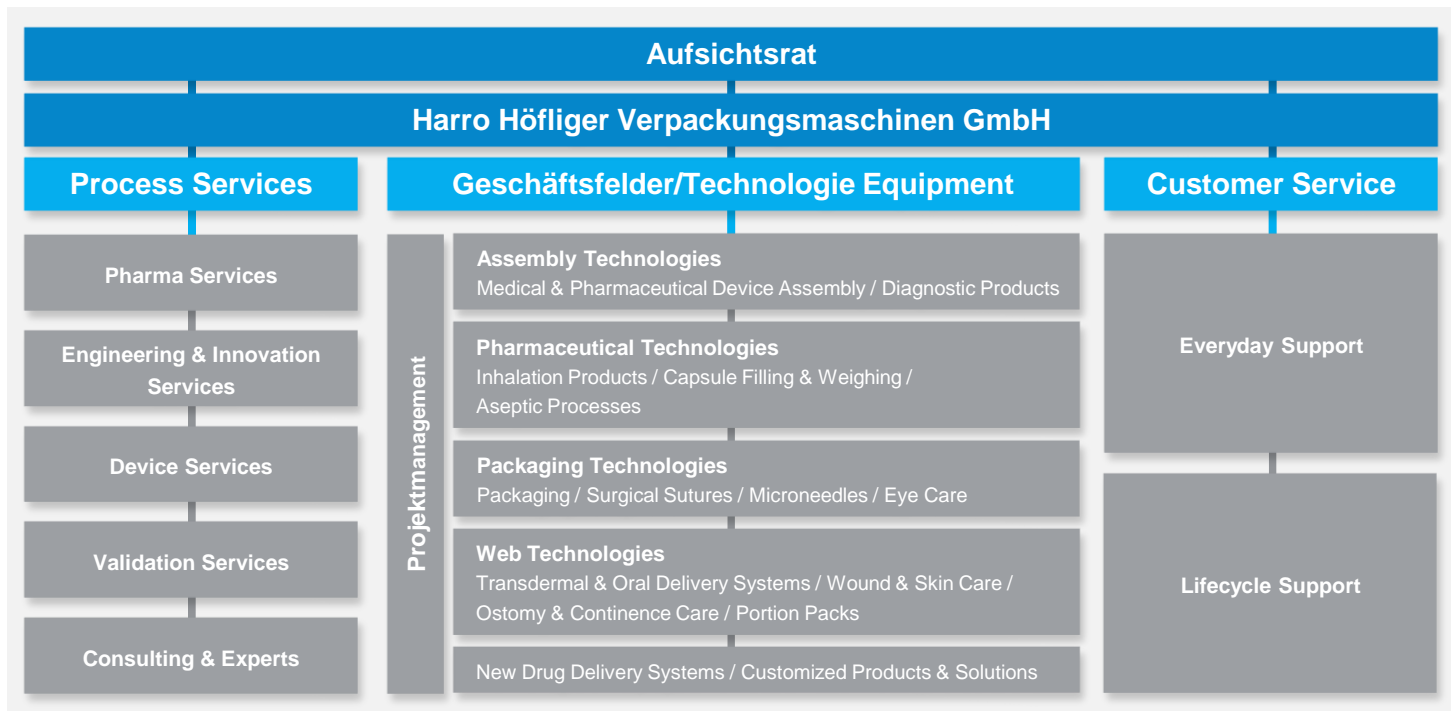 Aufsichtsrat
Harro Höfliger Verpackungsmaschinen GmbH
Process Services
Pharma Services
Engineering & Innovation
Services
Device Services
Validation Services
Consulting & Experts
Geschäftsfelder/Technologie Equipment
Projektmanagement
Assembly Technologies
Medical & Pharmaceutical Device Assembly / Diagnostic Products
Pharmaceutical Technologies
Inhalation Products / Capsule Filling & Weighing /
Aseptic Processes
Packaging Technologies
Packaging / Surgical Sutures / Microneedles / Eye Care
Web Technologies
Transdermal & Oral Delivery Systems / Wound & Skin Care /
Ostomy & Continence Care / Portion Packs
New Drug Delivery Systems / Customized Products & Solutions
Customer Service
Everyday Support
Lifecycle Support